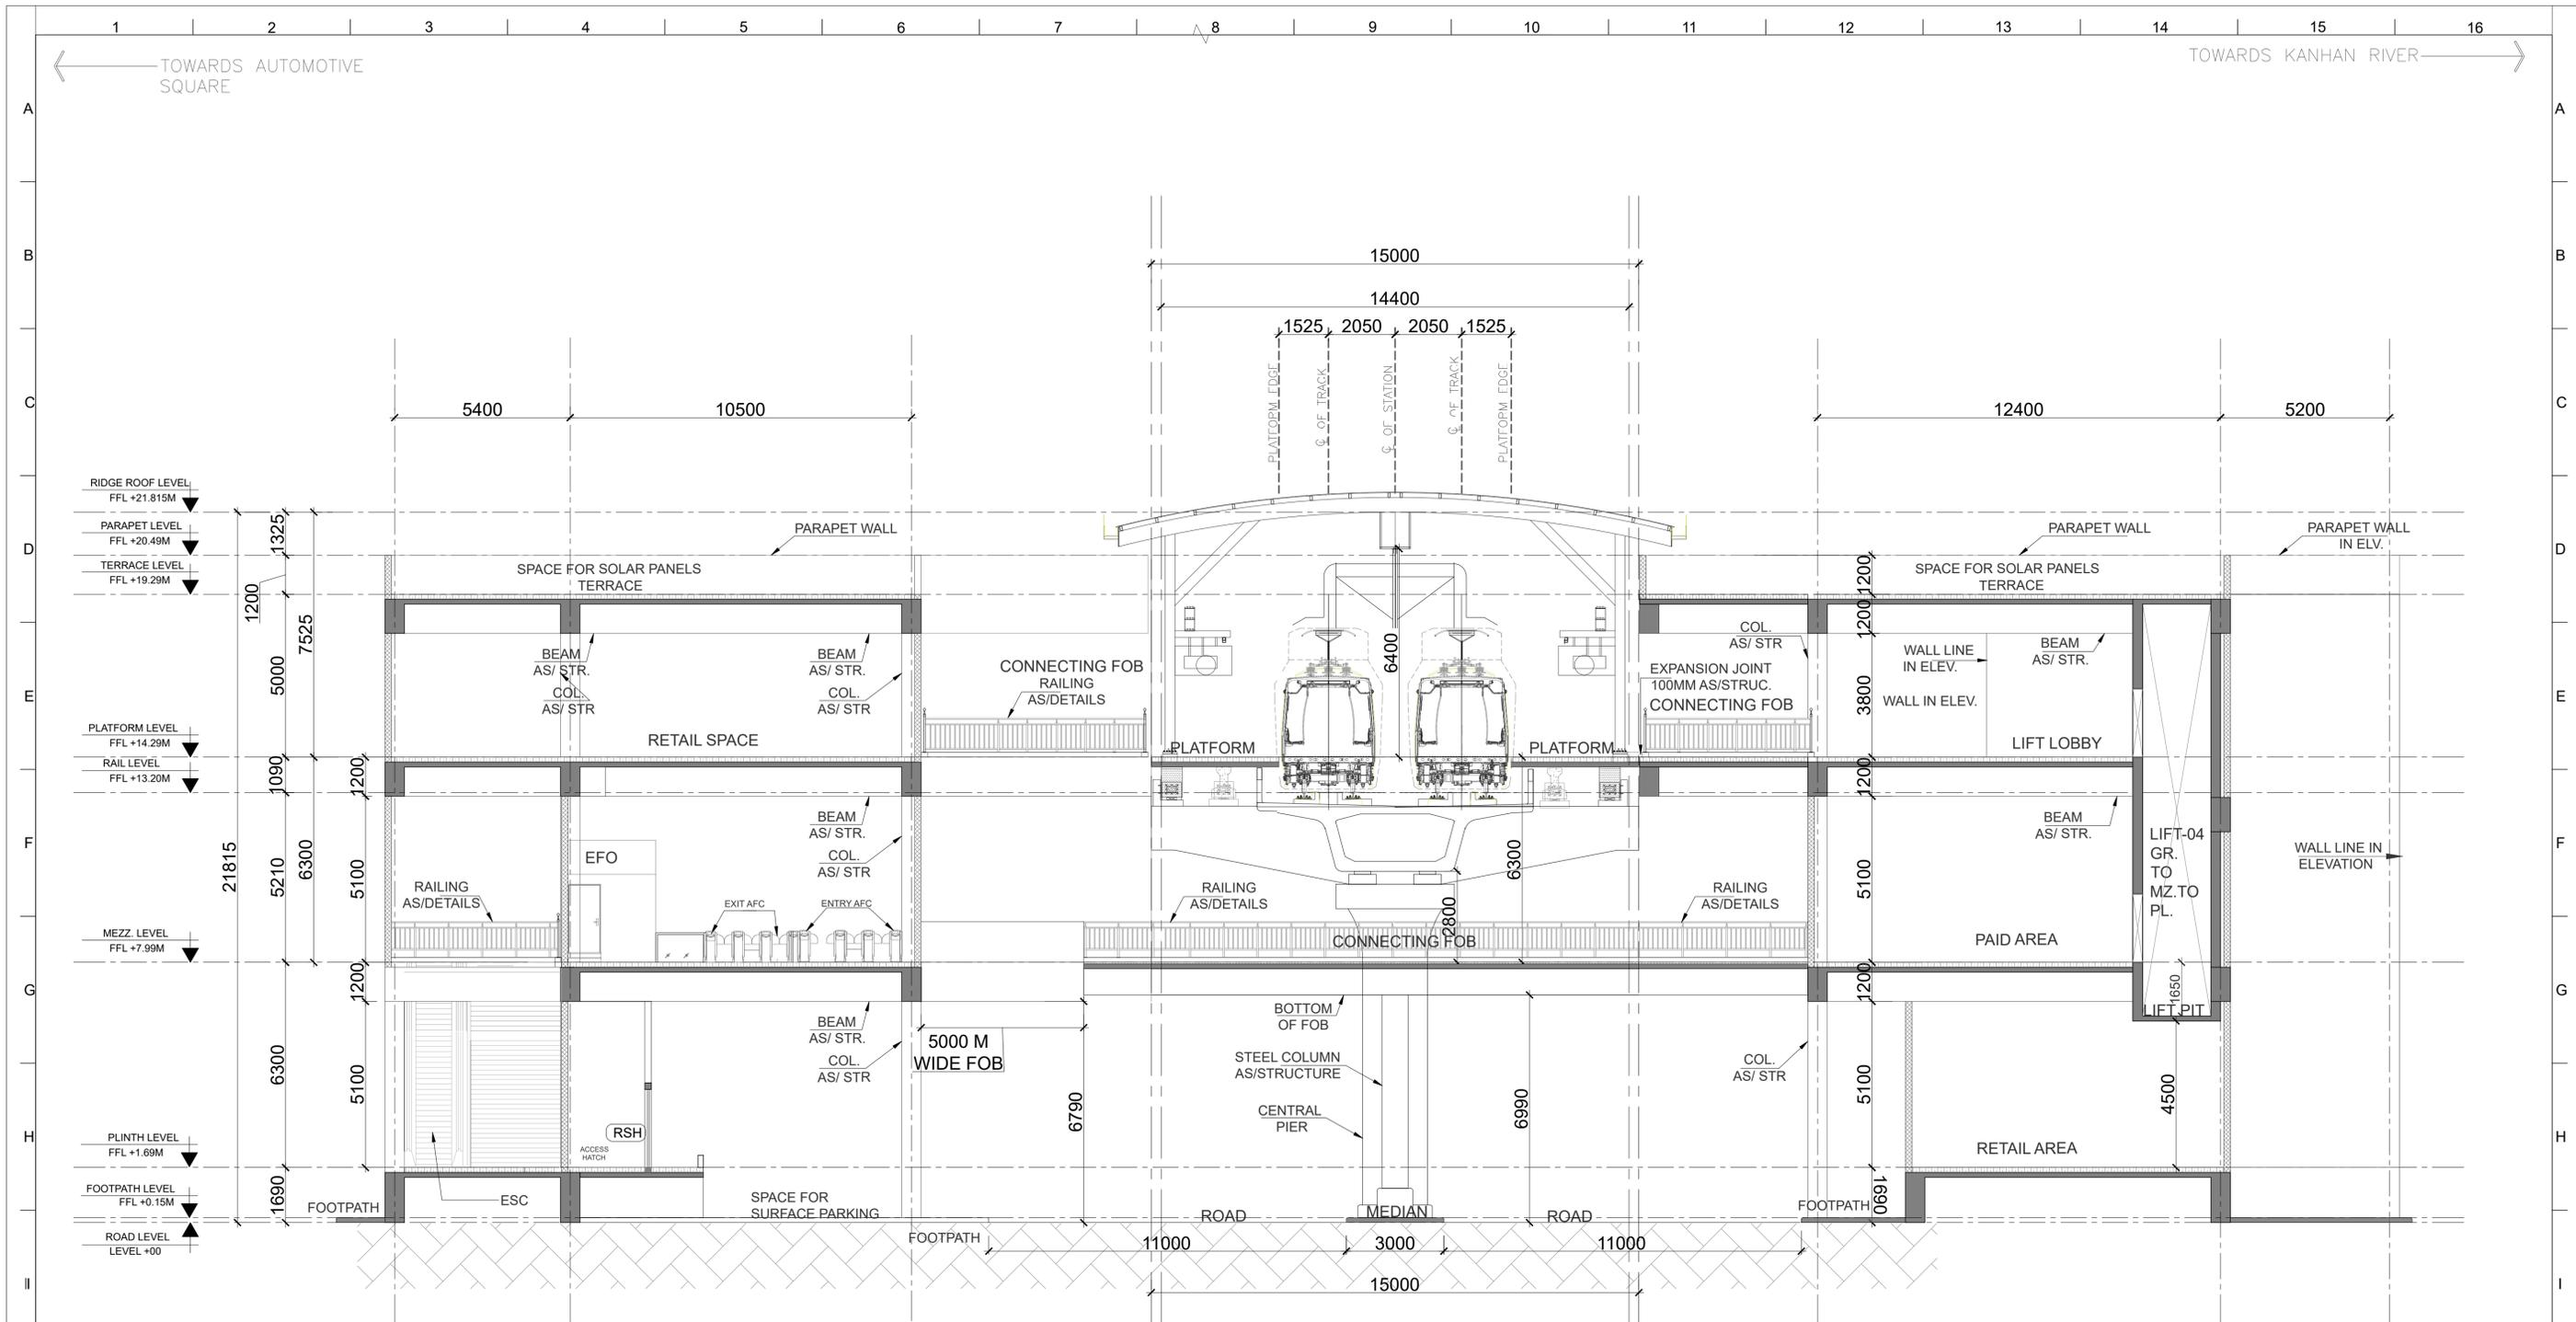 1 2 3 4 5 6 7 8 9 10 11 12 13 14 15 16
TOWARDS AUTOMOTIVE
SQUARE
TOWARDS KANHAN RIVER
A A
B B
15000
14400
1525 2050 2050 1525
PLATFORM EDGE
℄ OF TRACK
℄ OF STATION
℄ OF TRACK
PLATFORM EDGE
C C
5400 10500 12400 5200
RIDGE ROOF LEVEL
FFL +21.815M
PARAPET LEVEL
FFL +20.49M
TERRACE LEVEL
FFL +19.29M
PLATFORM LEVEL
FFL +14.29M
RAIL LEVEL
FFL +13.20M
MEZZ. LEVEL
FFL +7.99M
PLINTH LEVEL
FFL +1.69M
FOOTPATH LEVEL
FFL +0.15M
ROAD LEVEL
LEVEL +00
D D
E E
F F
G G
H H
II I
21815
1325
1200
5000
1090
5210
6300
1690
7525
6300
1200
5100
1200
5100
PARAPET WALL
SPACE FOR SOLAR PANELS
TERRACE
BEAM
AS/ STR.
COL.
AS/ STR
BEAM
AS/ STR.
COL.
AS/ STR
RETAIL SPACE
CONNECTING FOB
RAILING
AS/DETAILS
EFO
RAILING
AS/DETAILS
BEAM
AS/ STR.
COL.
AS/ STR
EXIT AFC
ENTRY AFC
BEAM
AS/ STR.
COL.
AS/ STR
5000 M
WIDE FOB
RSH
ACCESS
HATCH
ESC
SPACE FOR
SURFACE PARKING
FOOTPATH
FOOTPATH
6790
PLATFORM
PLATFORM
6400
6300
2800
RAILING
AS/DETAILS
RAILING
AS/DETAILS
CONNECTING FOB
BOTTOM
OF FOB
STEEL COLUMN
AS/STRUCTURE
CENTRAL
PIER
6990
ROAD
MEDIAN
ROAD
11000 3000 11000
15000
PARAPET WALL
PARAPET WALL
IN ELV.
SPACE FOR SOLAR PANELS
TERRACE
COL.
AS/ STR
EXPANSION JOINT
100MM AS/STRUC.
CONNECTING FOB
WALL LINE
IN ELEV.
WALL IN ELEV.
BEAM
AS/ STR.
LIFT LOBBY
1200
1200
3800
1200
5100
1200
5100
1690
BEAM
AS/ STR.
LIFT-04
GR.
TO
MZ.TO
PL.
WALL LINE IN
ELEVATION
PAID AREA
1650
LIFT PIT
COL.
AS/ STR
4500
RETAIL AREA
FOOTPATH